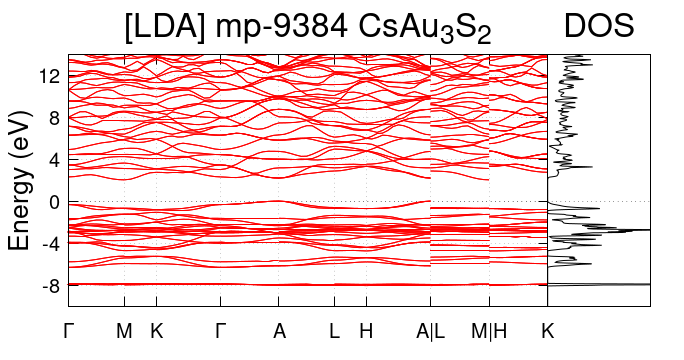 [LDA] mp-9384 CsAu3S2 DOS
Energy (eV)
12
8
4
0
-4
-8
Γ M K Γ A L H A|L M|H K